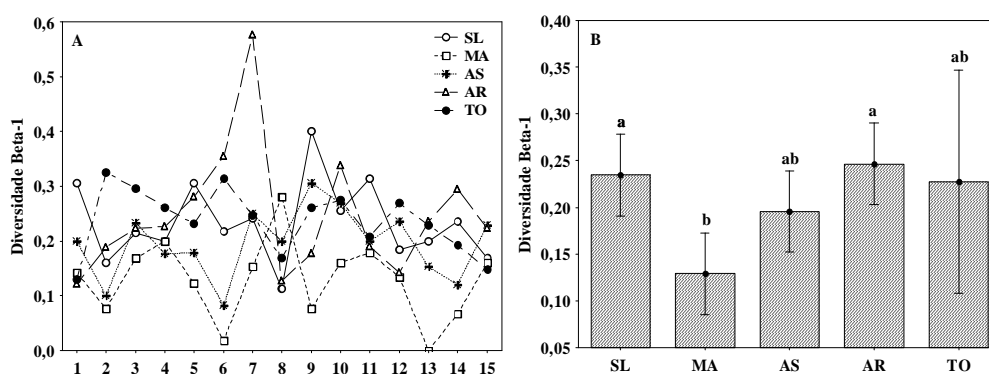 A
Diversidade Beta-1
0,6
0,5
0,4
0,3
0,2
0,1
0,0
SL
MA
AS
AR
TO
1 2 3 4 5 6 7 8 9 10 11 12 13 14 15
B
Diversidade Beta-1
0,40
0,35
0,30
0,25
0,20
0,15
0,10
0,05
a
b
ab
a
ab
SL MA AS AR TO